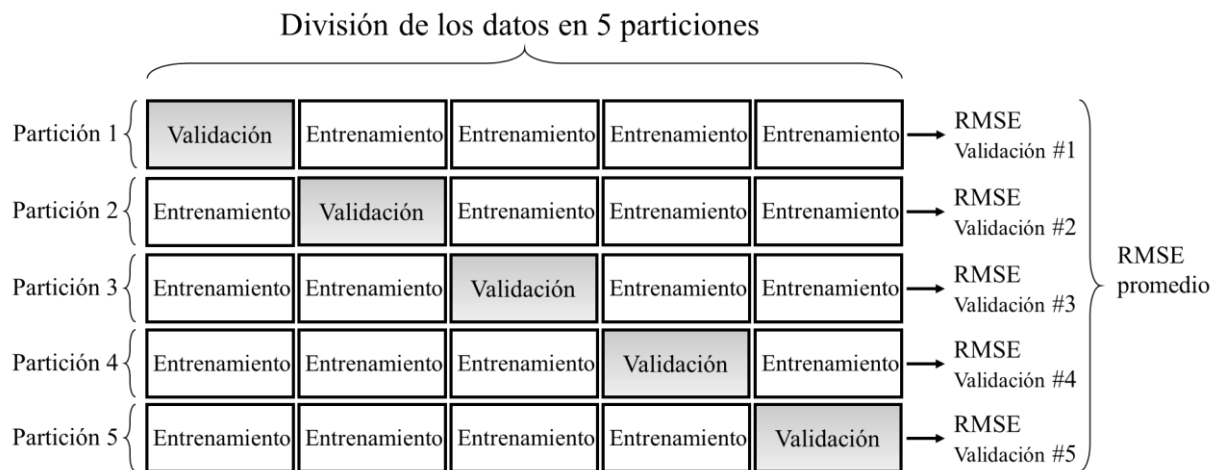 División de los datos en 5 particiones
Partición 1 Validación Entrenamiento Entrenamiento Entrenamiento Entrenamiento RMSE
Validación #1
Partición 2 Entrenamiento Validación Entrenamiento Entrenamiento Entrenamiento RMSE
Validación #2
Partición 3 Entrenamiento Entrenamiento Validación Entrenamiento Entrenamiento RMSE
Validación #3
Partición 4 Entrenamiento Entrenamiento Entrenamiento Validación Entrenamiento RMSE
Validación #4
Partición 5 Entrenamiento Entrenamiento Entrenamiento Entrenamiento Validación RMSE
Validación #5
RMSE
promedio